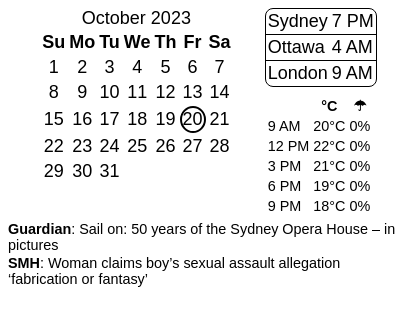 October 2023
Su Mo Tu We Th Fr Sa
1 2 3 4 5 6 7
8 9 10 11 12 13 14
15 16 17 18 19 20 21
22 23 24 25 26 27 28
29 30 31
Sydney 7 PM
Ottawa 4 AM
London 9 AM
°C ☂
9 AM 20°C 0%
12 PM 22°C 0%
3 PM 21°C 0%
6 PM 19°C 0%
9 PM 18°C 0%
Guardian: Sail on: 50 years of the Sydney Opera House – in
pictures
SMH: Woman claims boy’s sexual assault allegation
‘fabrication or fantasy’